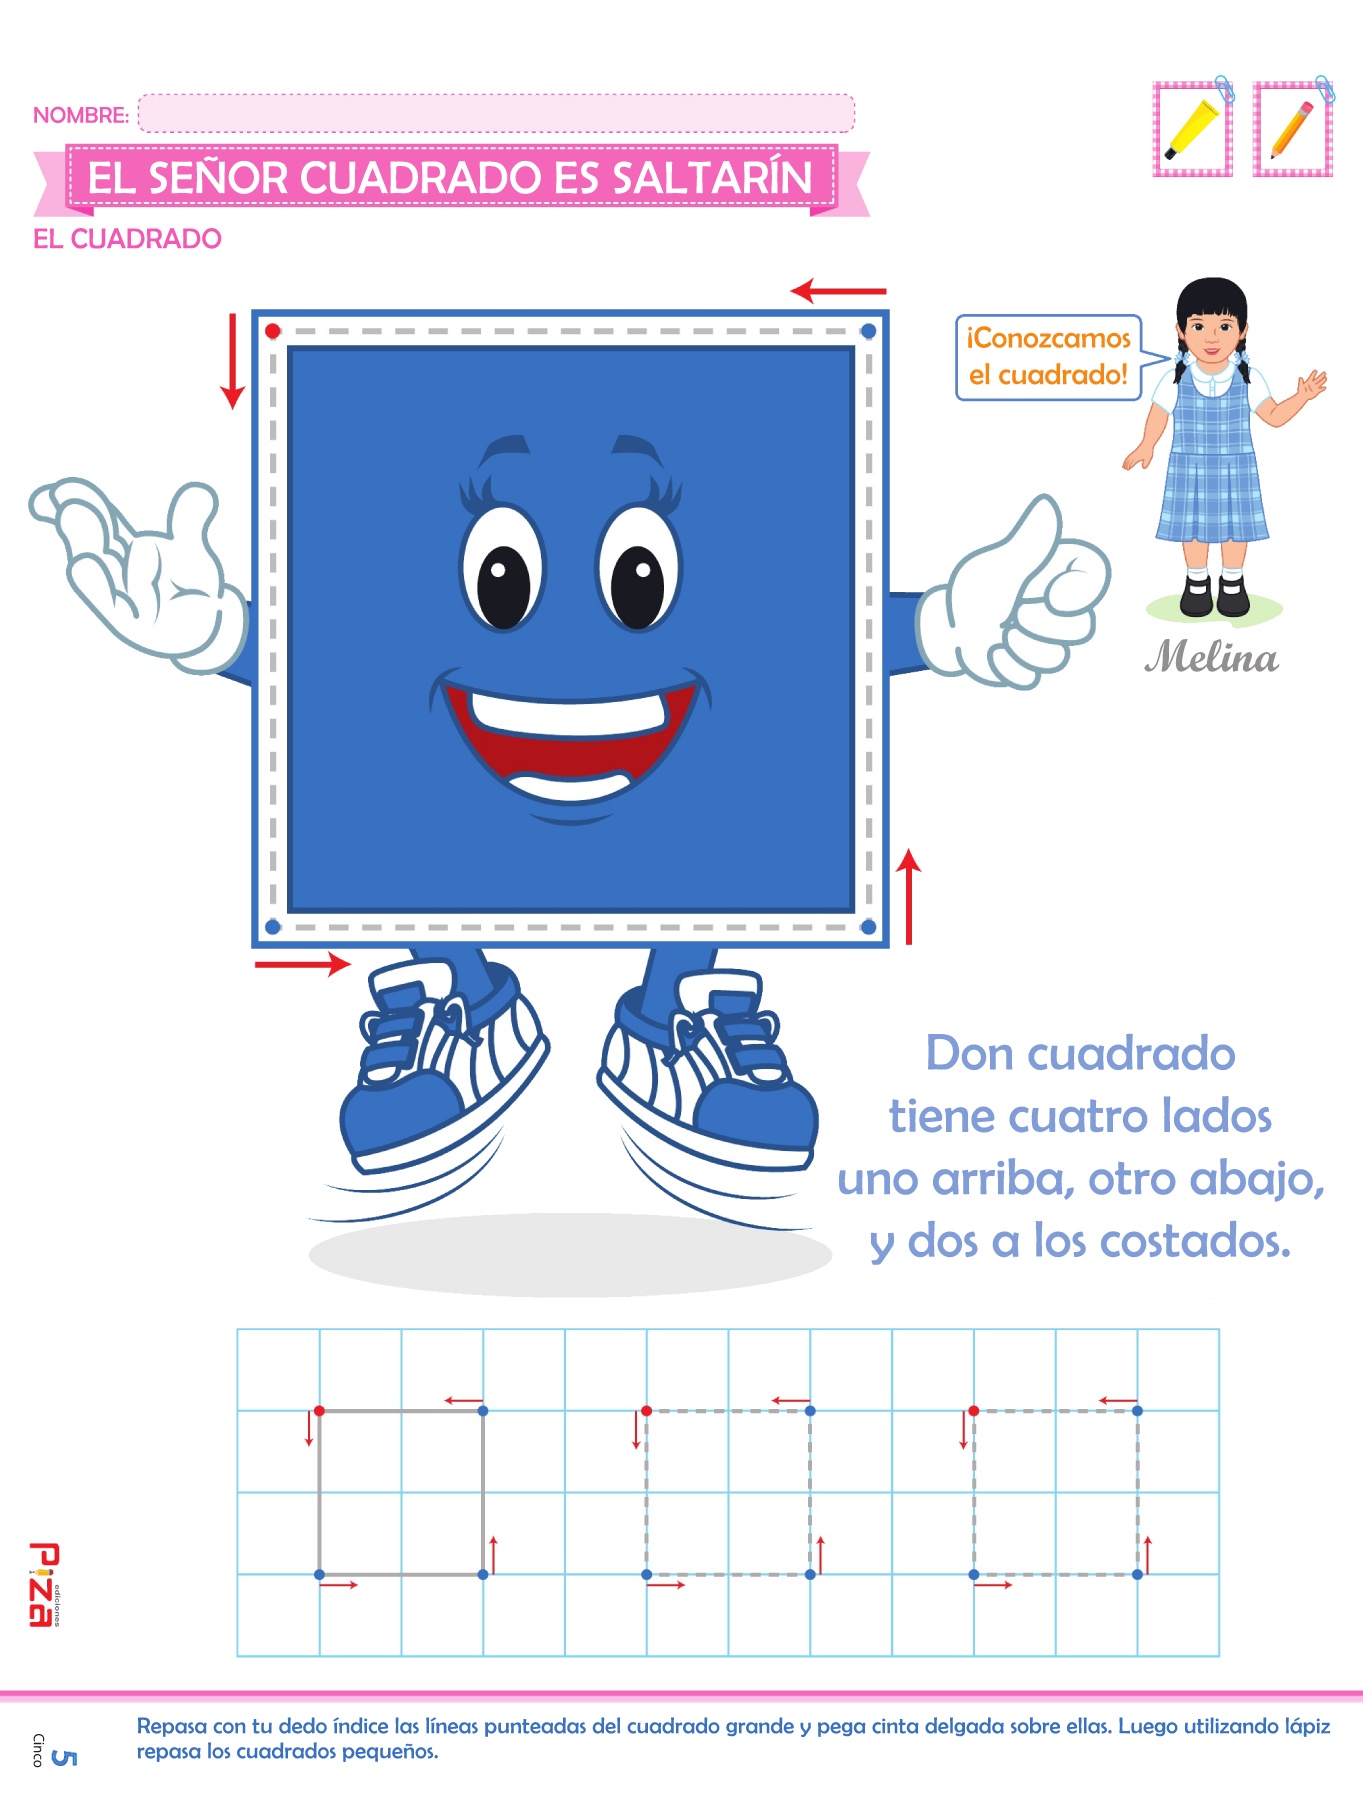 NOMBRE:
EL SEÑOR CUADRADO ES SALTARÍN
EL CUADRADO
¡Conozcamos
el cuadrado!
Melina
Don cuadrado
tiene cuatro lados
uno arriba, otro abajo,
y dos a los costados.
Piza
ediciones
Repasa con tu dedo índice las líneas punteadas del cuadrado grande y pega cinta delgada sobre ellas. Luego utilizando lápiz
repasa los cuadrados pequeños.
Cinco
5